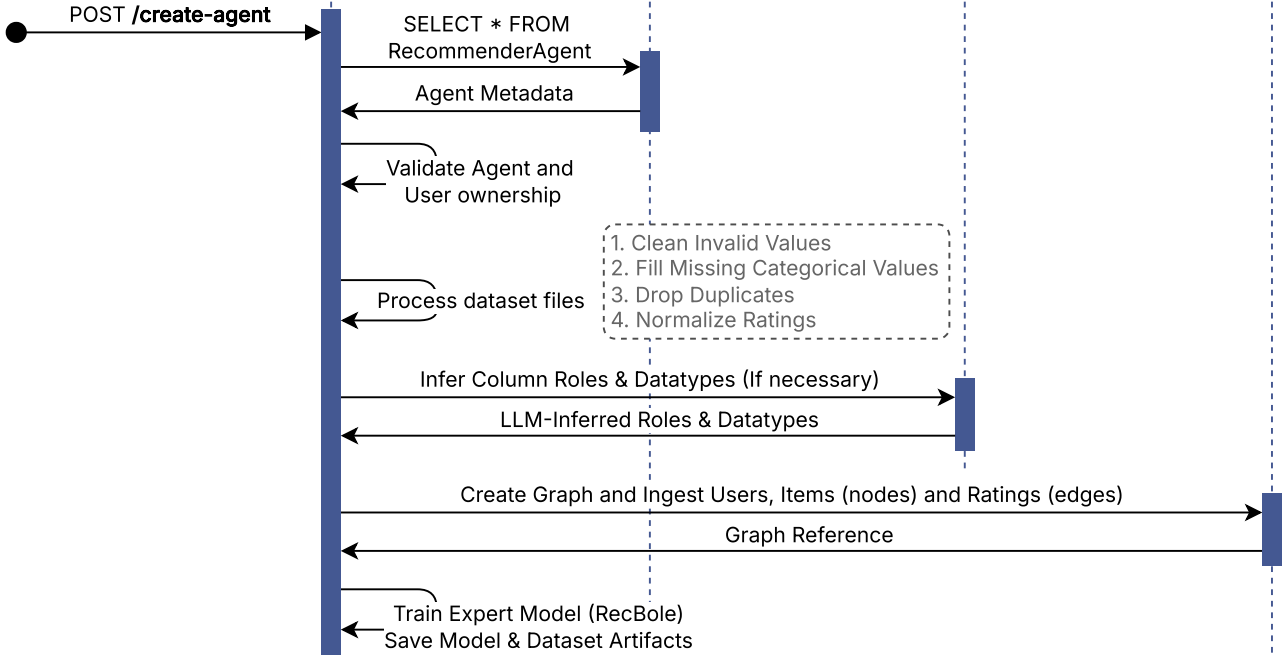 POST /create-agent
SELECT * FROM
RecommenderAgent
Agent Metadata
Validate Agent and
User ownership
1. Clean Invalid Values
2. Fill Missing Categorical Values
3. Drop Duplicates
4. Normalize Ratings
Process dataset files
Infer Column Roles & Datatypes (If necessary)
LLM-Inferred Roles & Datatypes
Create Graph and Ingest Users, Items (nodes) and Ratings (edges)
Graph Reference
Train Expert Model (RecBole)
Save Model & Dataset Artifacts